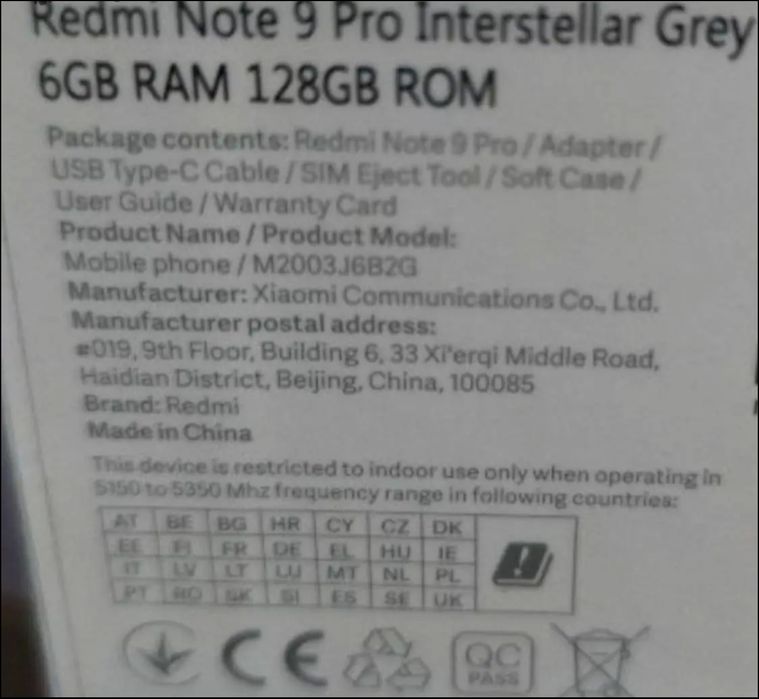 Redmi Note 9 Pro Interstellar Grey
6GB RAM 128GB ROM
Package contents: Redmi Note 9 Pro / Adapter /
USB Type-C Cable / SIM Eject Tool / Soft Case /
User Guide / Warranty Card
Product Name / Product Model:
Mobile phone / M2003J6B2G
Manufacturer: Xiaomi Communications Co., Ltd.
Manufacturer postal address:
#019, 9th Floor, Building 6, 33 Xi'erqi Middle Road,
Haidian District, Beijing, China, 100085
Brand: Redmi
Made in China
This device is restricted to indoor use only when operating in
5150 to 5350 Mhz frequency range in following countries:
AT BE BG HR CY CZ DK
EE FI FR DE EL HU IE
IT LV LT LU MT NL PL
PT RO SK SI ES SE UK
CE
QC
PASS